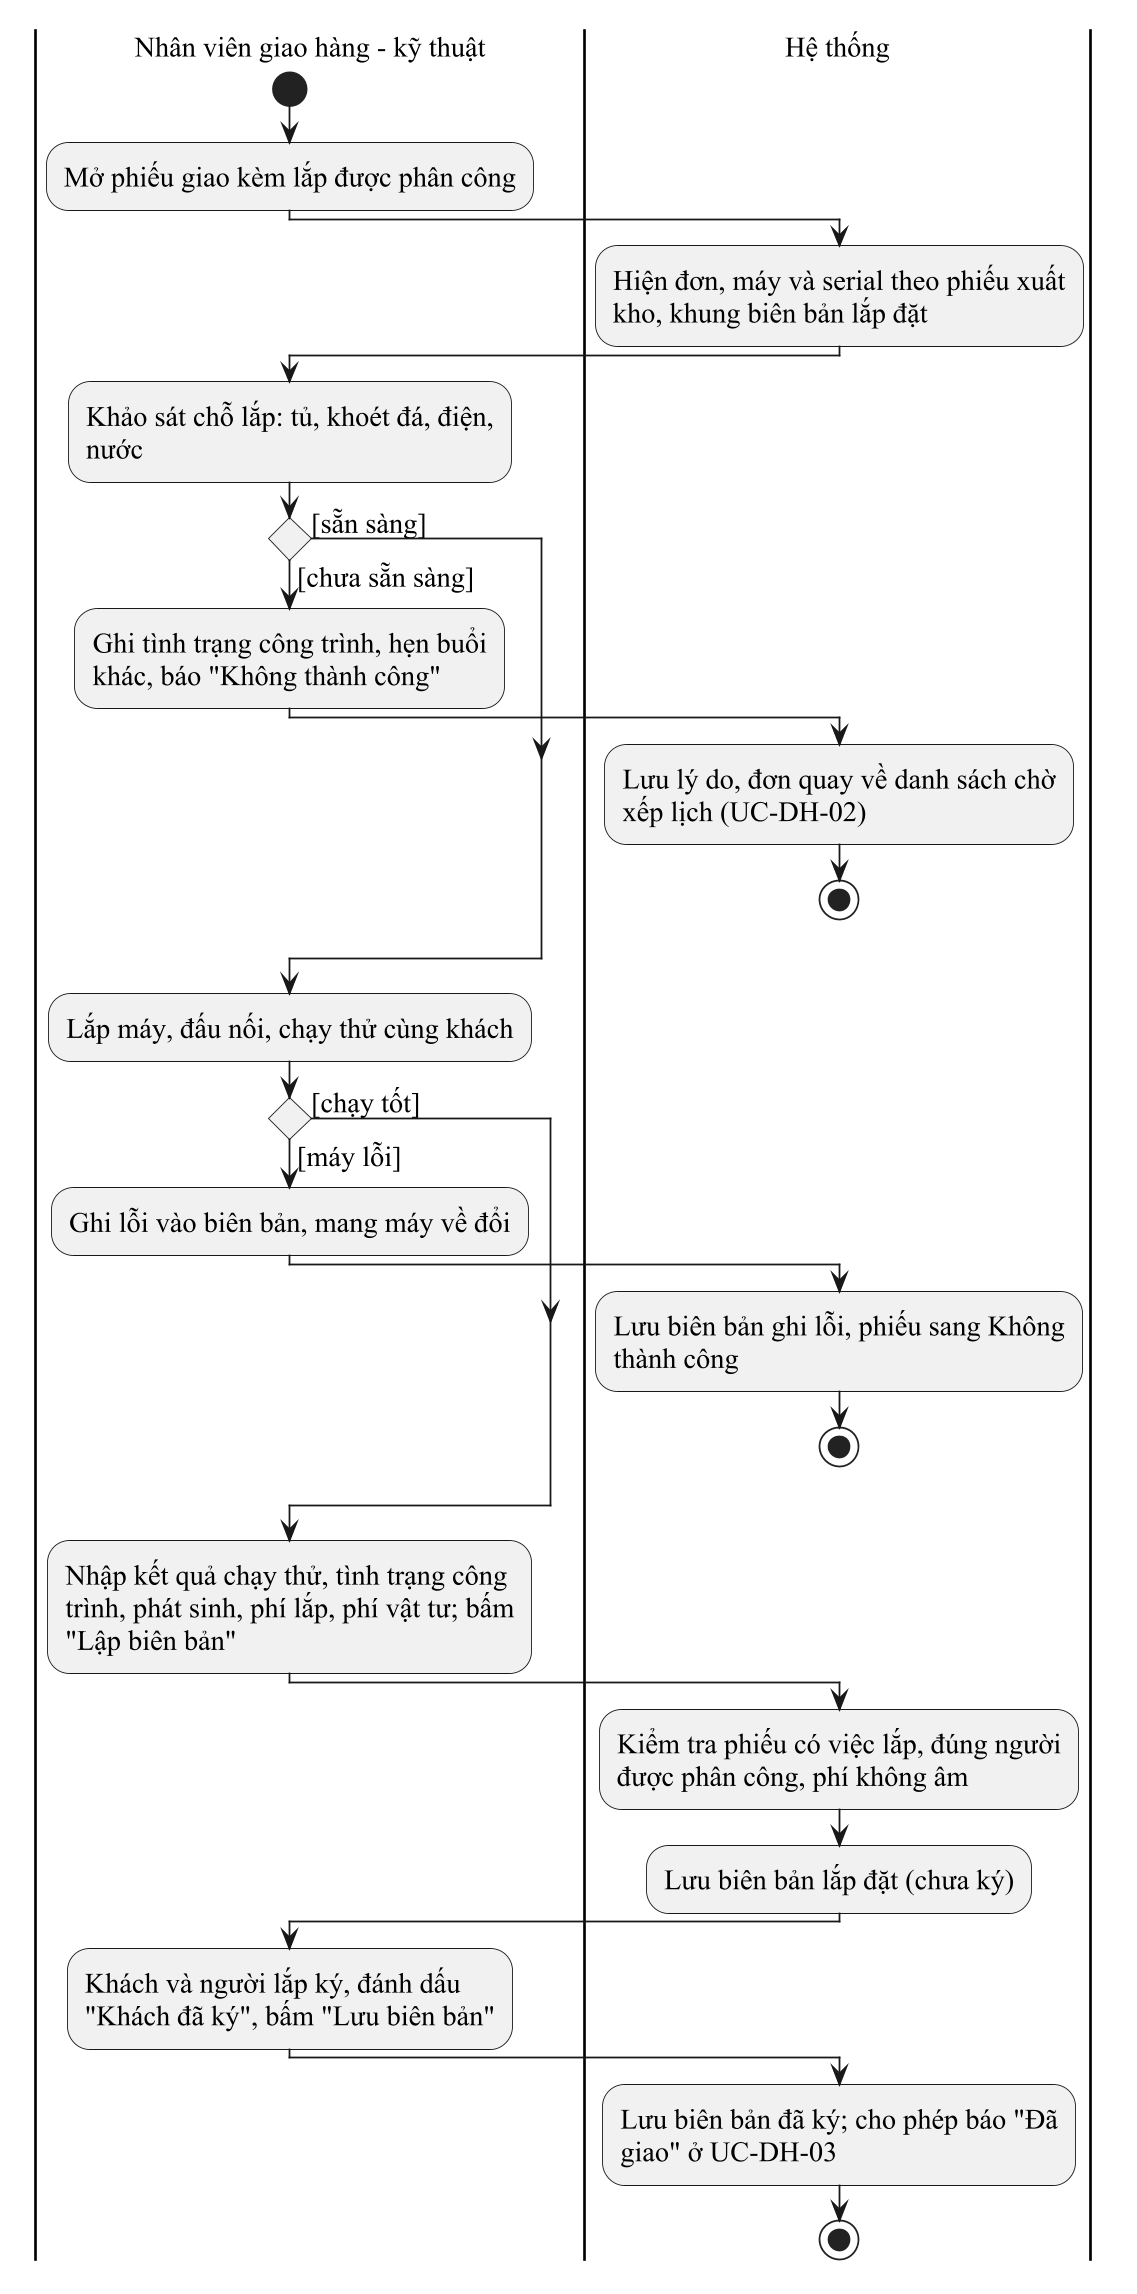 Nhân viên giao hàng - kỹ thuật
Hệ thống
Mở phiếu giao kèm lắp được phân công
Hiện đơn, máy và serial theo phiếu xuất
kho, khung biên bản lắp đặt
Khảo sát chỗ lắp: tủ, khoét đá, điện,
nước
[sẵn sàng]
[chưa sẵn sàng]
Ghi tình trạng công trình, hẹn buổi
khác, báo "Không thành công"
Lưu lý do, đơn quay về danh sách chờ
xếp lịch (UC-DH-02)
Lắp máy, đấu nối, chạy thử cùng khách
[chạy tốt]
[máy lỗi]
Ghi lỗi vào biên bản, mang máy về đổi
Lưu biên bản ghi lỗi, phiếu sang Không
thành công
Nhập kết quả chạy thử, tình trạng công
trình, phát sinh, phí lắp, phí vật tư; bấm
"Lập biên bản"
Kiểm tra phiếu có việc lắp, đúng người
được phân công, phí không âm
Lưu biên bản lắp đặt (chưa ký)
Khách và người lắp ký, đánh dấu
"Khách đã ký", bấm "Lưu biên bản"
Lưu biên bản đã ký; cho phép báo "Đã
giao" ở UC-DH-03